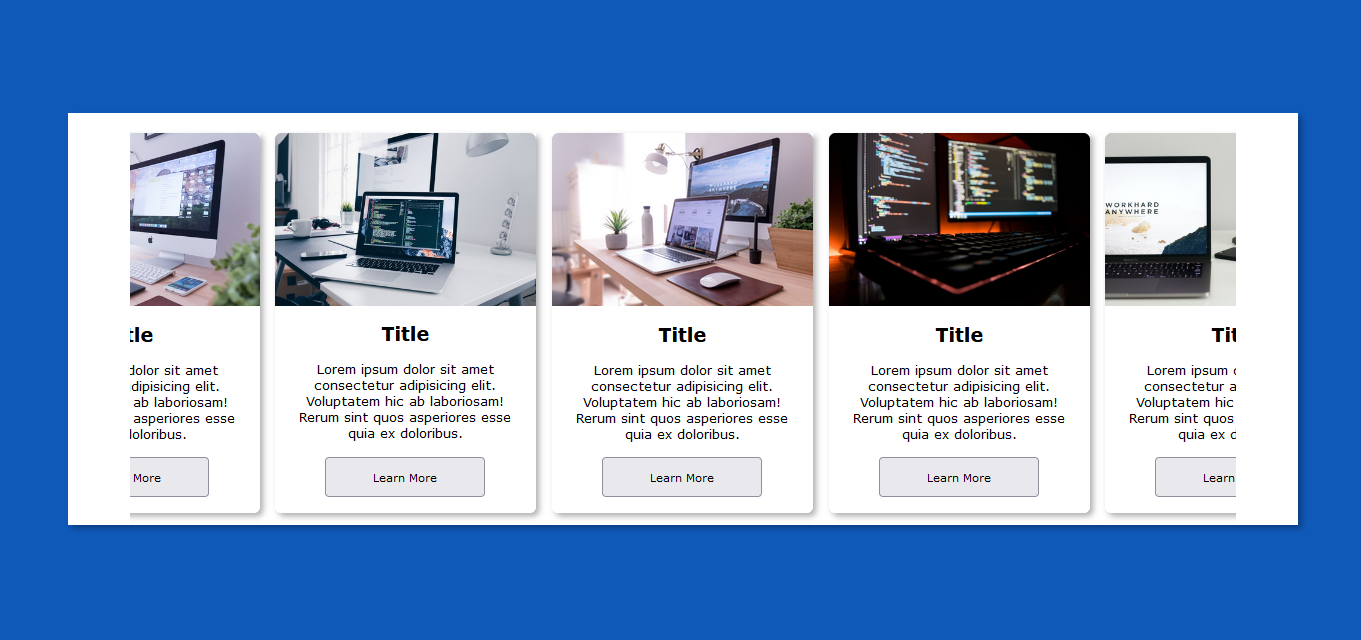 tle
dolor sit amet
dipisicing elit.
ab laboriosam!
asperiores esse
doloribus.
More
Title
Lorem ipsum dolor sit amet
consectetur adipisicing elit.
Voluptatem hic ab laboriosam!
Rerum sint quos asperiores esse
quia ex doloribus.
Learn More
WORKHARD
ANYWHERE
Title
Lorem ipsum dolor sit amet
consectetur adipisicing elit.
Voluptatem hic ab laboriosam!
Rerum sint quos asperiores esse
quia ex doloribus.
Learn More
Title
Lorem ipsum dolor sit amet
consectetur adipisicing elit.
Voluptatem hic ab laboriosam!
Rerum sint quos asperiores esse
quia ex doloribus.
Learn More
WORKHARD
ANYWHERE
Tit
Lorem ipsum
consectetur a
Voluptatem hic
Rerum sint quos
quia ex d
Learn